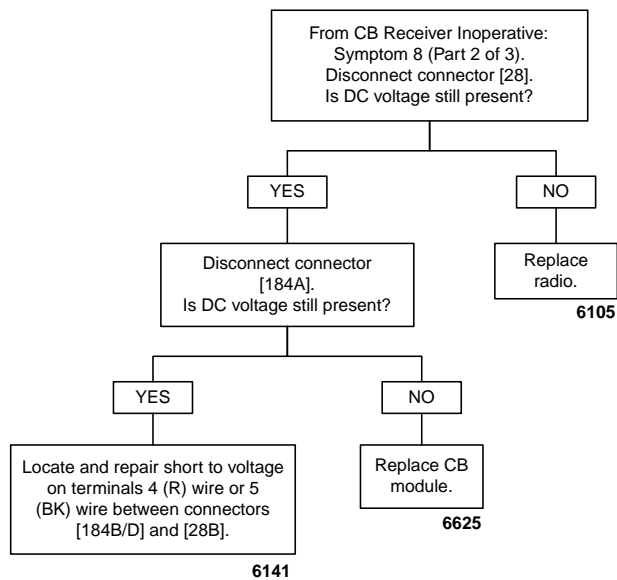 From CB Receiver Inoperative:
Symptom 8 (Part 2 of 3).
Disconnect connector [28].
Is DC voltage still present?
YES
NO
Disconnect connector
[184A].
Is DC voltage still present?
Replace
radio.
6105
YES
NO
Locate and repair short to voltage
on terminals 4 (R) wire or 5
(BK) wire between connectors
[184B/D] and [28B].
Replace CB
module.
6625
6141